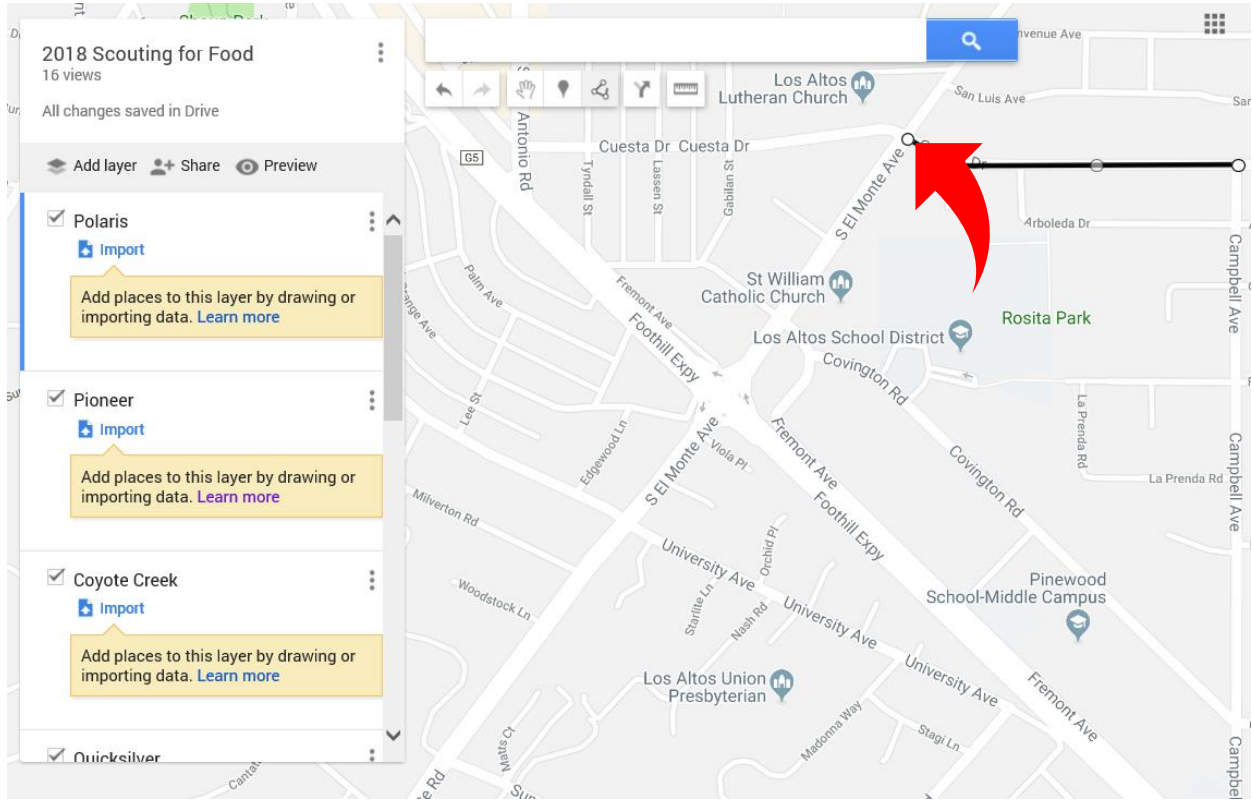 2018 Scouting for Food
16 views
All changes saved in Drive
Add layer Share Preview
Polaris
Import
Add places to this layer by drawing or
importing data. Learn more
Pioneer
Import
Add places to this layer by drawing or
importing data. Learn more
Coyote Creek
Import
Add places to this layer by drawing or
importing data. Learn more
Quicksilver
Los Altos
Lutheran Church
San Luis Ave
G5
Antonio Rd
Cuesta Dr Cuesta Dr
Tyndall St
Lassen St
Gabilan St
S El Monte Ave
Arboleda Dr
Campbell Ave
Palm Ave
Fremont Ave
Foothill Expy
St William
Catholic Church
Rosita Park
Los Altos School District
Covington Rd
Lee St
Edgewood Ln
S El Monte Ave
Viola Pl
Fremont Ave
Foothill Expy
La Prenda Rd
La Prenda Rd
Covington Rd
Campbell Ave
Milverton Rd
University Ave
Orchid Pl
Woodstock Ln
Starlite Ln
Nash Rd
University Ave
Pinewood
School-Middle Campus
Los Altos Union
Presbyterian
University Ave
Fremont Ave
Madonna Way
Stagi Ln
Matts Ct